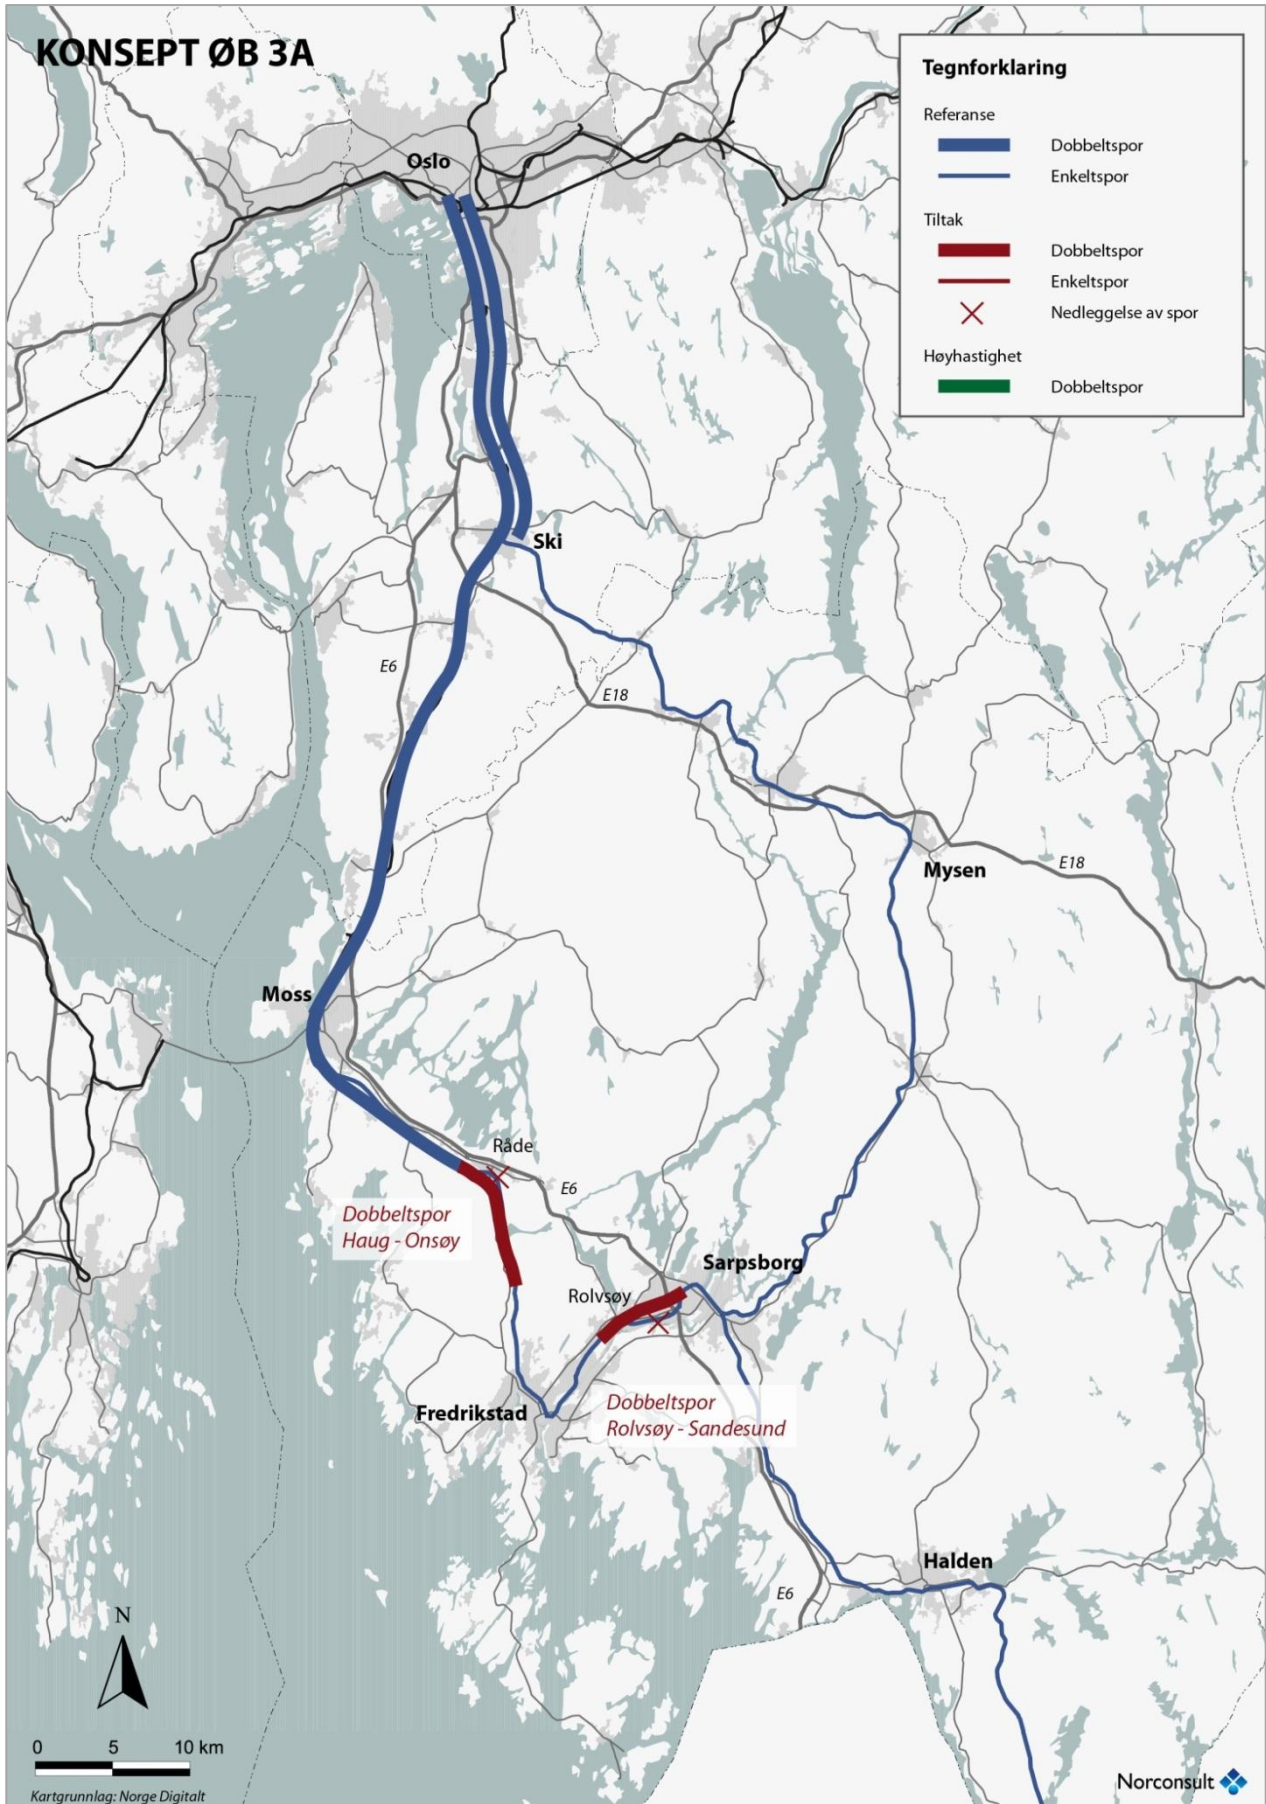 KONSEPT ØB 3A
Tegnforklaring
Referanse
Dobbeltspor
Enkeltspor
Tiltak
Dobbeltspor
Enkeltspor
Nedleggelse av spor
Høyhastighet
Dobbeltspor
Oslo
Ski
E6
E18
Mysen
E18
Moss
Råde
E6
Dobbeltspor
Haug - Onsøy
Sarpsborg
Rolvsøy
Dobbeltspor
Rolvsøy - Sandesund
Fredrikstad
Halden
E6
N
0 5 10 km
Kartgrunnlag: Norge Digitalt
Norconsult